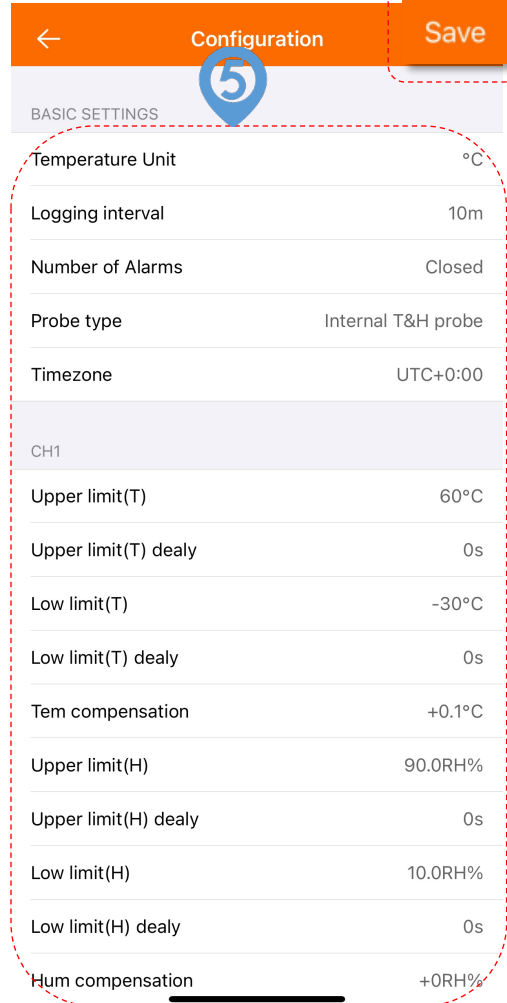 ← Configuration Save
5
BASIC SETTINGS
Temperature Unit °C
Logging interval 10m
Number of Alarms Closed
Probe type Internal T&H probe
Timezone UTC+0:00
CH1
Upper limit(T) 60°C
Upper limit(T) dealy 0s
Low limit(T) -30°C
Low limit(T) dealy 0s
Tem compensation +0.1°C
Upper limit(H) 90.0RH%
Upper limit(H) dealy 0s
Low limit(H) 10.0RH%
Low limit(H) dealy 0s
Hum compensation +0RH%